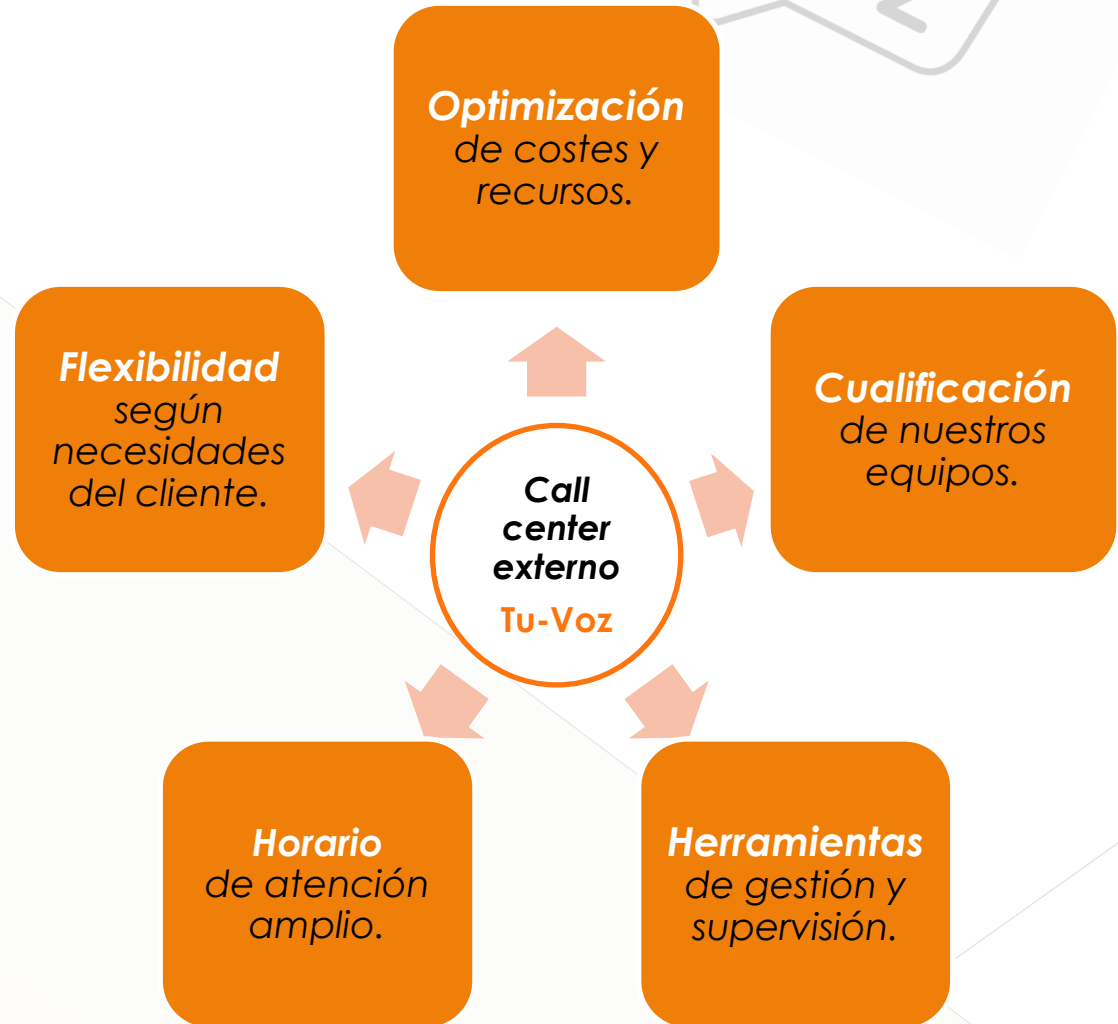 Optimización
de costes y
recursos.
Flexibilidad
según
necesidades
del cliente.
Cualificación
de nuestros
equipos.
Call
center
externo
Tu-Voz
Horario
de atención
amplio.
Herramientas
de gestión y
supervisión.